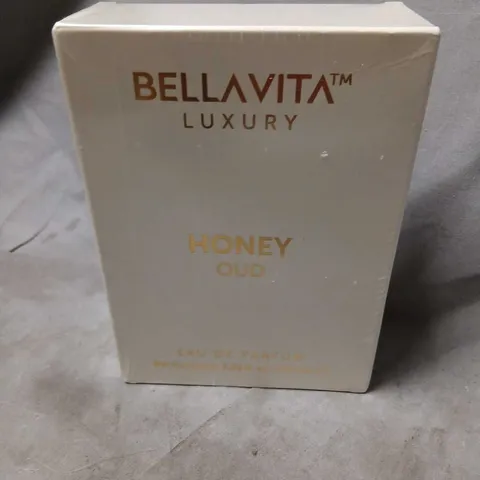 BELLAVITA™
LUXURY
HONEY
OUD
EAU DE PARFUM